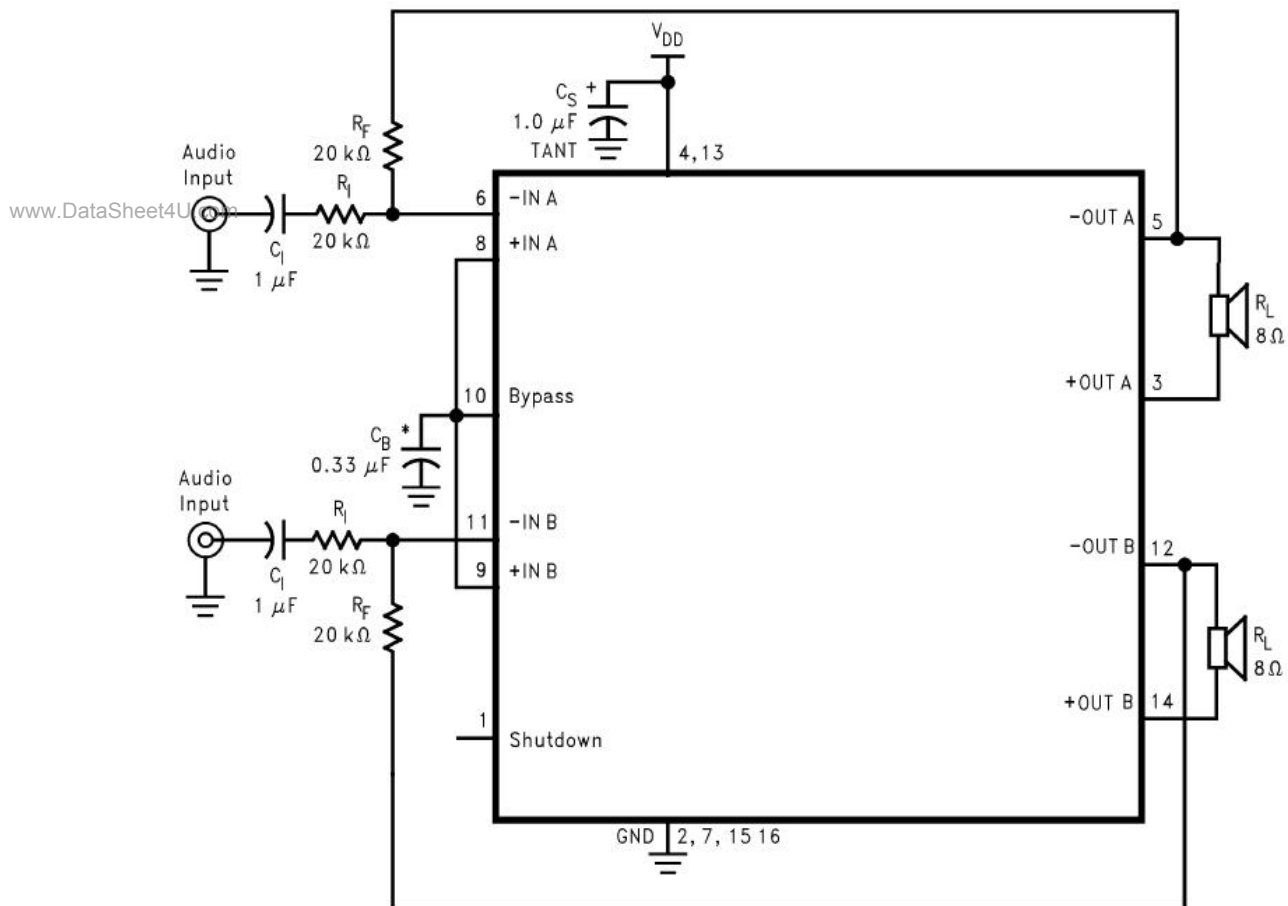 V_DD
C_S +
1.0 μF
TANT
4,13
R_F
20 kΩ
Audio
Input
R_I
20 kΩ
C_I
1 μF
www.DataSheet4U.com
6
-IN A
8
+IN A
-OUT A
5
R_L
8Ω
+OUT A
3
10
Bypass
C_B *
0.33 μF
Audio
Input
R_I
20 kΩ
C_I
1 μF
11
-IN B
9
+IN B
R_F
20 kΩ
-OUT B
12
R_L
8Ω
+OUT B
14
1
Shutdown
GND
2, 7, 15 16